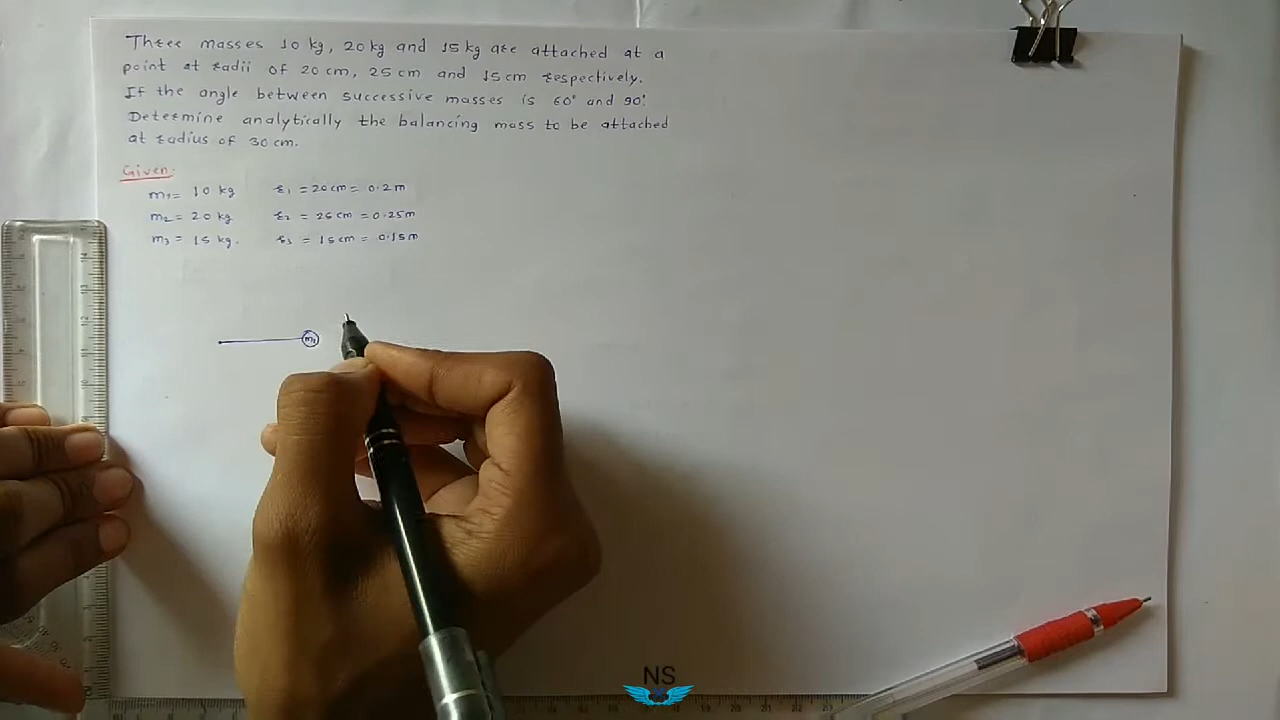 Three masses 10 kg, 20 kg and 15 kg are attached at a
point at radii of 20 cm, 25 cm and 15 cm respectively.
If the angle between successive masses is 60° and 90°.
Determine analytically the balancing mass to be attached
at radius of 30 cm.
Given:
m1 = 10 kg r1 = 20 cm = 0.2 m
m2 = 20 kg. r2 = 25 cm = 0.25 m
m3 = 15 kg. r3 = 15 cm = 0.15 m
m1
NS